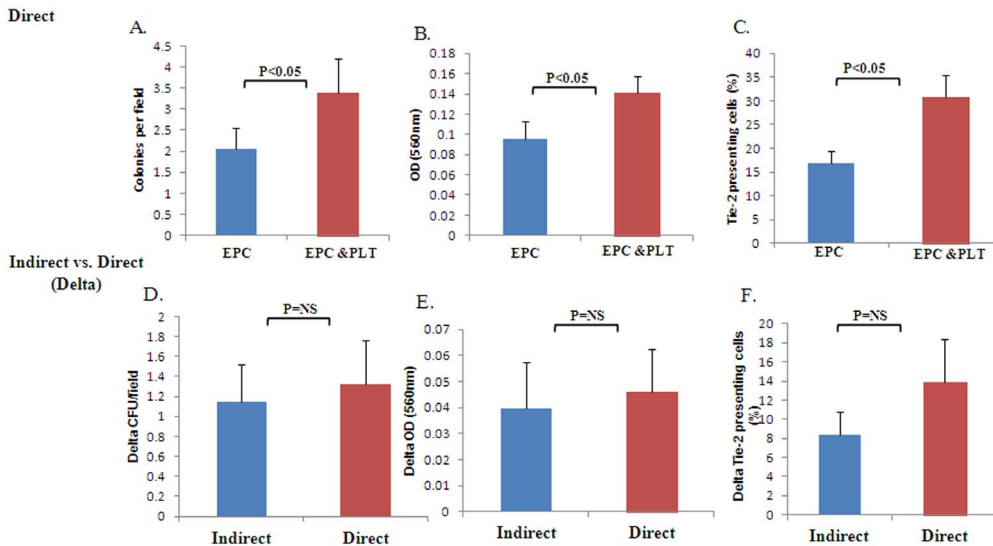 Direct
A.
Colonies per field
4.5
4
3.5
3
2.5
2
1.5
1
0.5
0
P<0.05
EPC
EPC &PLT
B.
OD (560nm)
0.18
0.16
0.14
0.12
0.1
0.08
0.06
0.04
0.02
0
P<0.05
EPC
EPC &PLT
C.
Tie-2 presenting cells (%)
40
35
30
25
20
15
10
5
0
P<0.05
EPC
EPC &PLT
Indirect vs. Direct
(Delta)
D.
Delta CFU/field
2
1.8
1.6
1.4
1.2
1
0.8
0.6
0.4
0.2
0
P=NS
Indirect
Direct
E.
Delta OD (560nm)
0.07
0.06
0.05
0.04
0.03
0.02
0.01
0
P=NS
Indirect
Direct
F.
Delta Tie-2 presenting cells
(%)
20
18
16
14
12
10
8
6
4
2
0
P=NS
Indirect
Direct